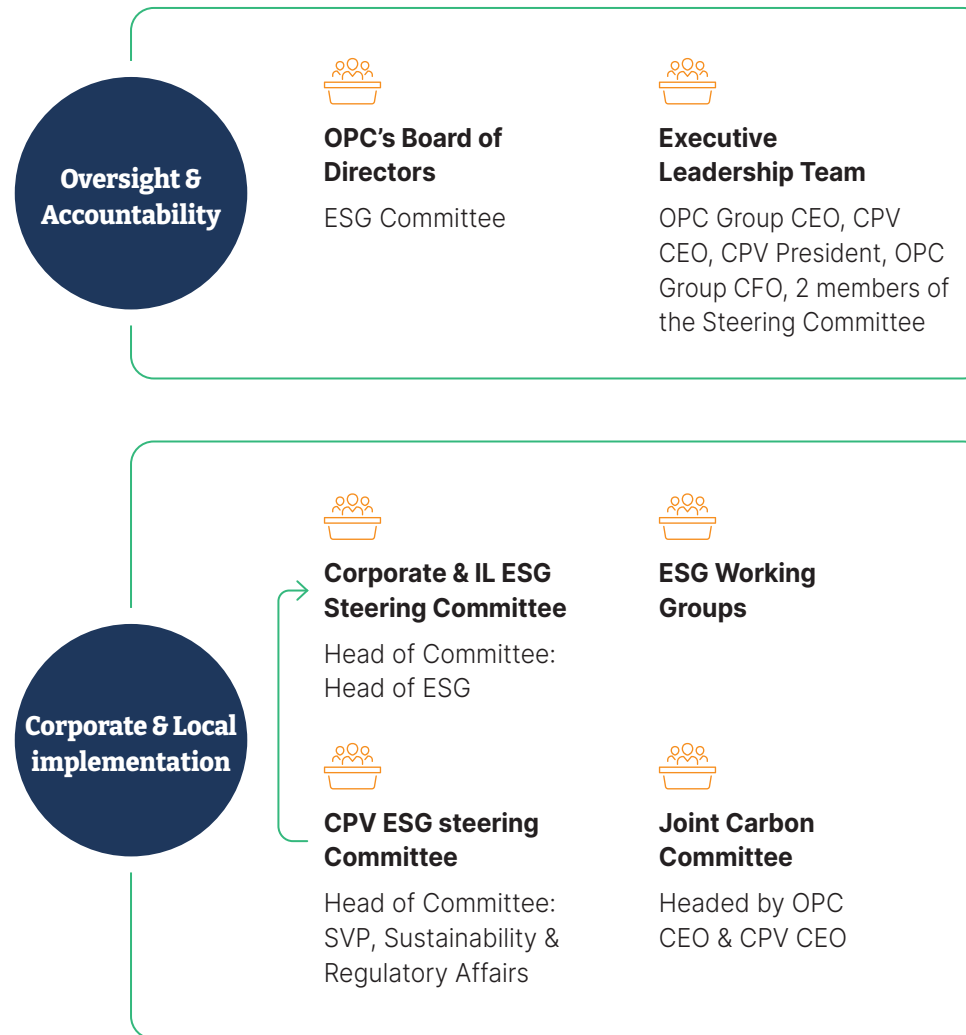 Oversight &
Accountability
OPC's Board of
Directors
ESG Committee
Executive
Leadership Team
OPC Group CEO, CPV
CEO, CPV President, OPC
Group CFO, 2 members of
the Steering Committee
Corporate & Local
implementation
Corporate & IL ESG
Steering Committee
Head of Committee:
Head of ESG
ESG Working
Groups
CPV ESG steering
Committee
Head of Committee:
SVP, Sustainability &
Regulatory Affairs
Joint Carbon
Committee
Headed by OPC
CEO & CPV CEO